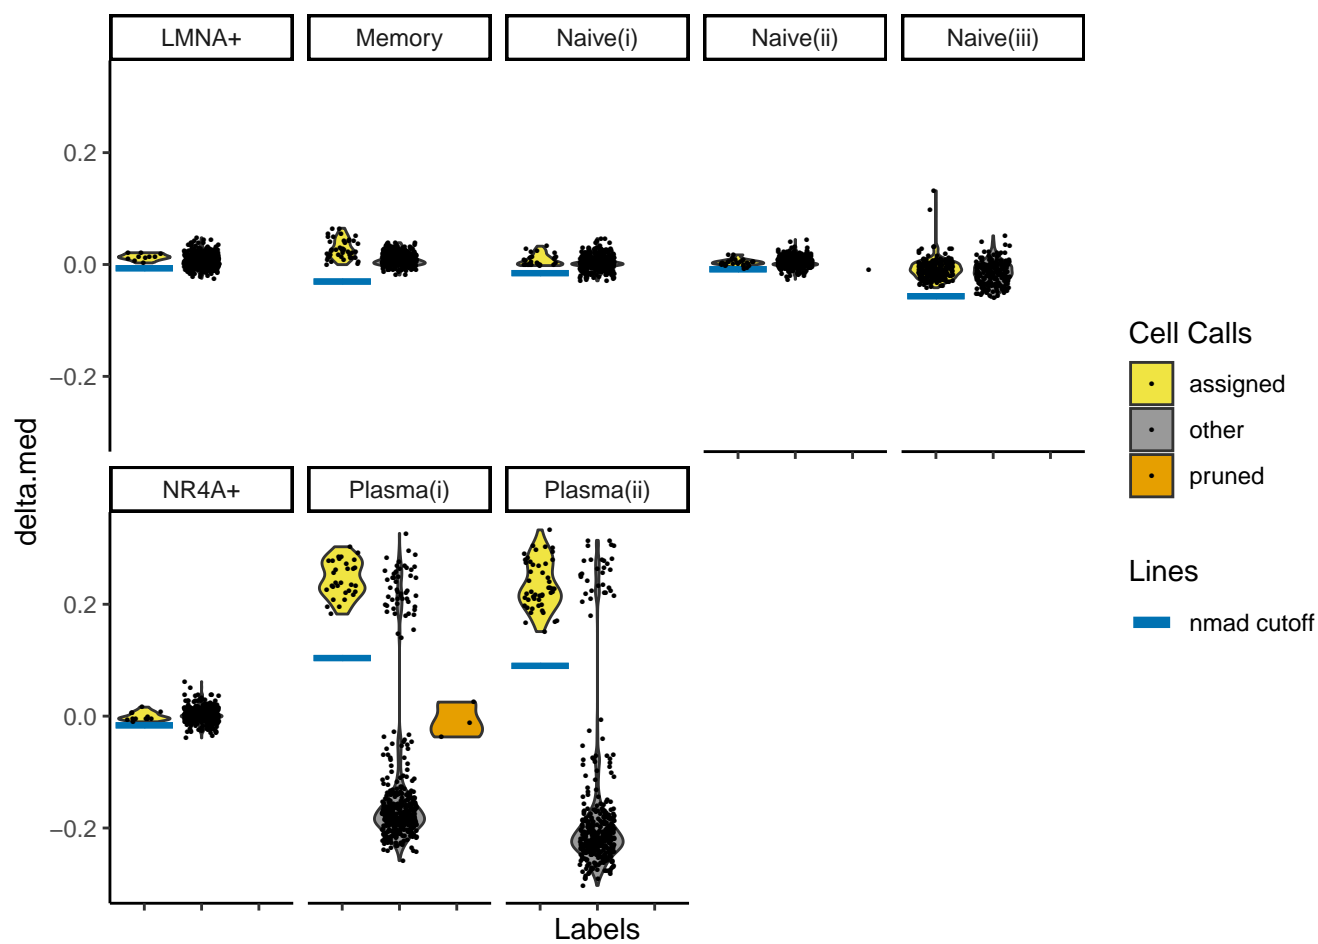 LMNA+ Memory Naive(i) Naive(ii) Naive(iii)
0.2
0.0
−0.2
NR4A+ Plasma(i) Plasma(ii)
0.2
0.0
−0.2
delta.med
Labels
Cell Calls
assigned
other
pruned
Lines
nmad cutoff